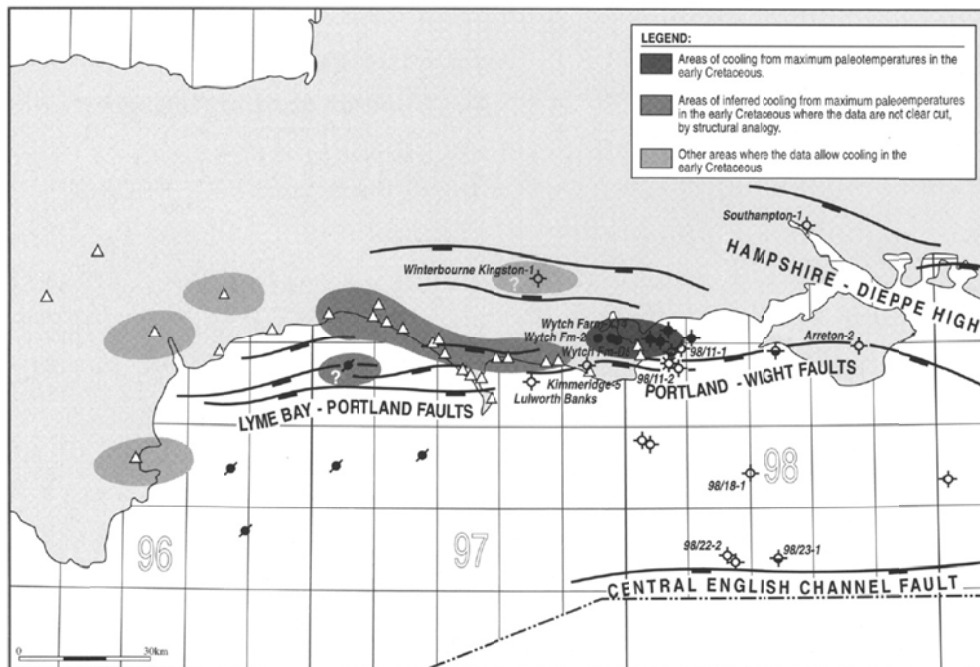 LEGEND:
Areas of cooling from maximum paleotemperatures in the
early Cretaceous.
Areas of inferred cooling from maximum paleotemperatures
in the early Cretaceous where the data are not clear cut,
by structural analogy.
Other areas where the data allow cooling in the
early Cretaceous
Southampton-1
HAMPSHIRE - DIEPPE HIGH
Winterbourne Kingston-1
?
Wytch Farm
Wytch Fm-2
Wytch Fm-D
98/11-1
Arreton-2
98/11-2
Kimmeridge-5
Lulworth Banks
PORTLAND - WIGHT FAULTS
?
LYME BAY - PORTLAND FAULTS
98
98/18-1
96
97
98/22-2
98/23-1
CENTRAL ENGLISH CHANNEL FAULT
0 30km